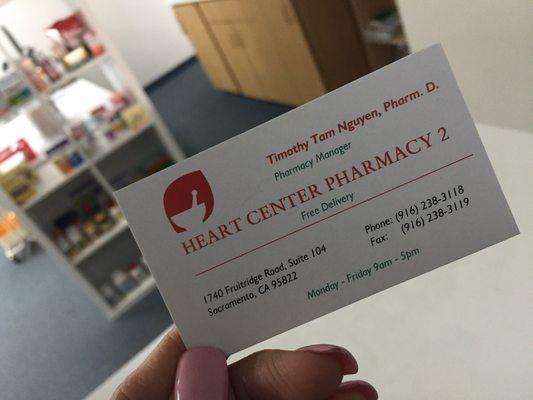 Timothy Tam Nguyen, Pharm. D.
Pharmacy Manager
HEART CENTER PHARMACY 2
Free Delivery
1740 Fruitridge Road, Suite 104
Sacramento, CA 95822
Phone: (916) 238-3118
Fax: (916) 238-3119
Monday - Friday 9am - 5pm